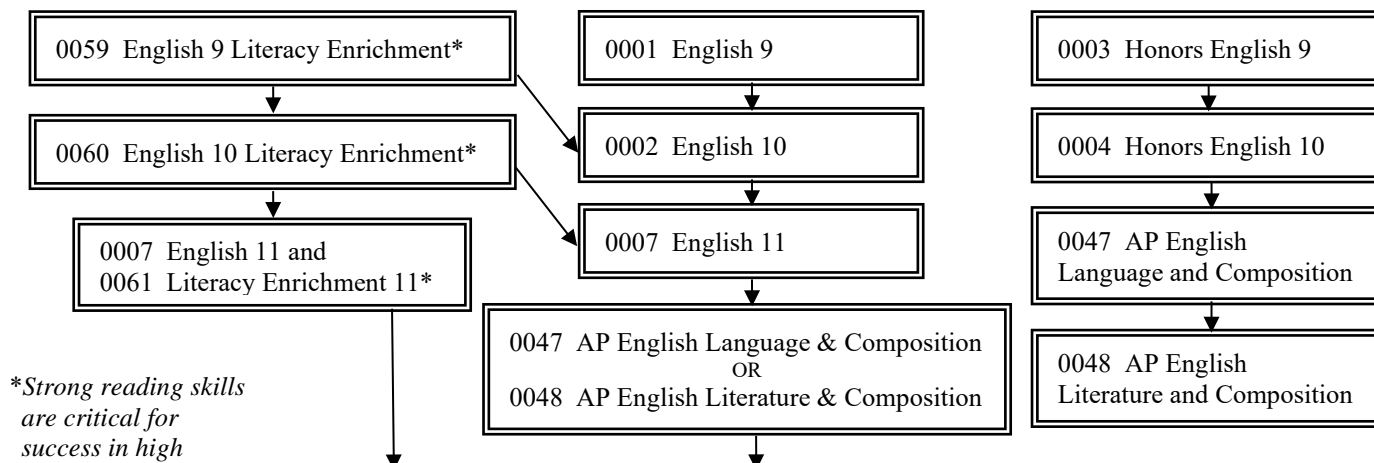 0059 English 9 Literacy Enrichment*
0060 English 10 Literacy Enrichment*
0007 English 11 and
0061 Literacy Enrichment 11*
*Strong reading skills
are critical for
success in high
0001 English 9
0002 English 10
0007 English 11
0047 AP English Language & Composition
OR
0048 AP English Literature & Composition
0003 Honors English 9
0004 Honors English 10
0047 AP English
Language and Composition
0048 AP English
Literature and Composition